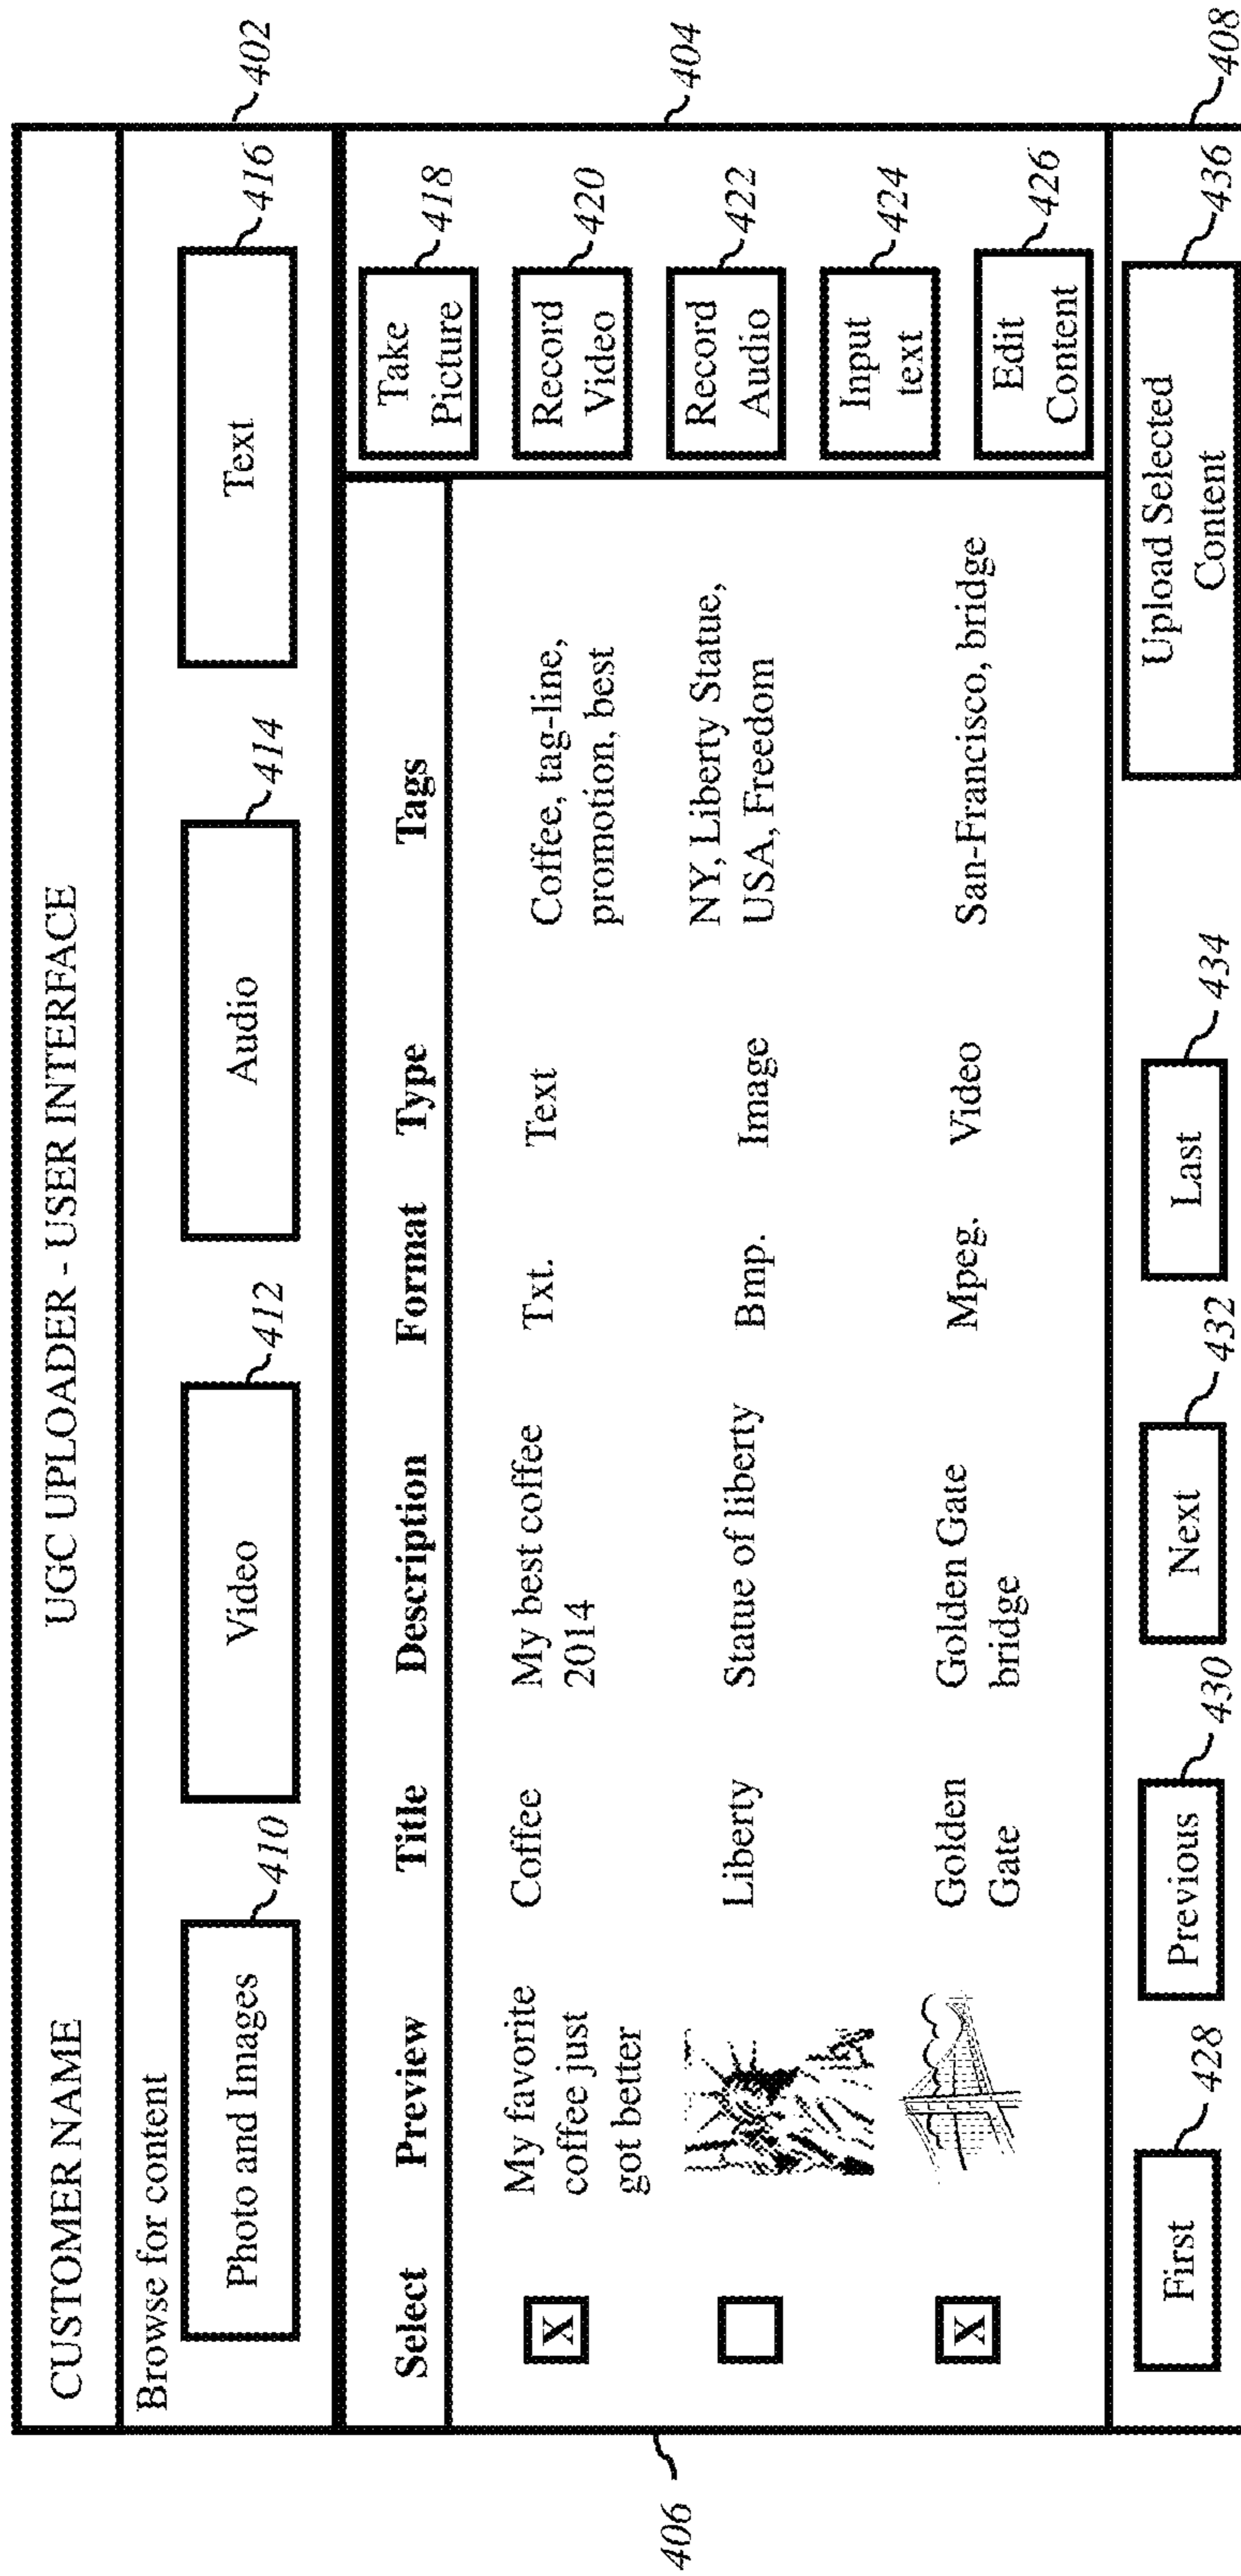 CUSTOMER NAME UGC UPLOADER - USER INTERFACE
402
Browse for content
Photo and Images
410
Video
412
Audio
414
Text
416
404
406
Select Preview Title Description Format Type Tags
X
My favorite
coffee just
got better
Coffee
My best coffee
2014
Txt.
Text
Coffee, tag-line,
promotion, best
Liberty
Statue of liberty
Bmp.
Image
NY, Liberty Statue,
USA, Freedom
X
Golden
Gate
Golden Gate
bridge
Mpeg.
Video
San-Francisco, bridge
Take
Picture
418
Record
Video
420
Record
Audio
422
Input
text
424
Edit
Content
426
First
428
Previous
430
Next
432
Last
434
Upload Selected
Content
436
408